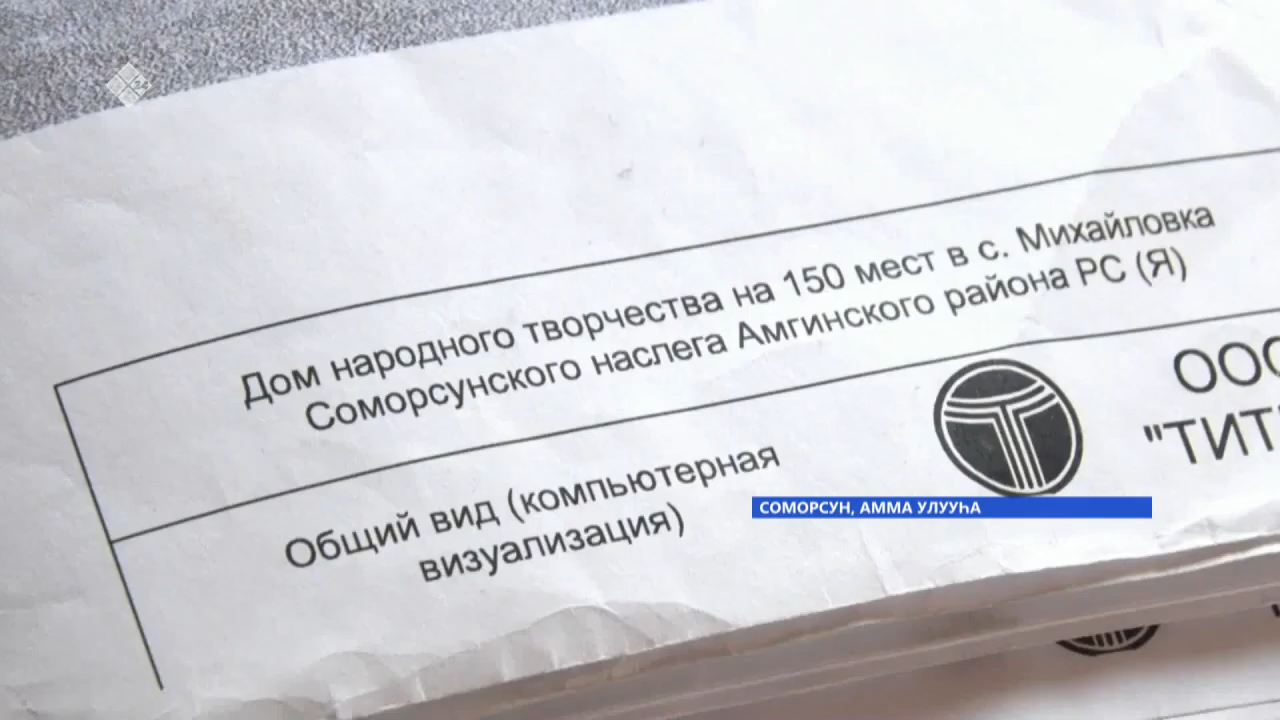 24
Дом народного творчества на 150 мест в с. Михайловка
Соморсунского наслега Амгинского района РС (Я)
Общий вид (компьютерная
визуализация)
ООО
СОМОРСУН, АММА УЛУУҺА